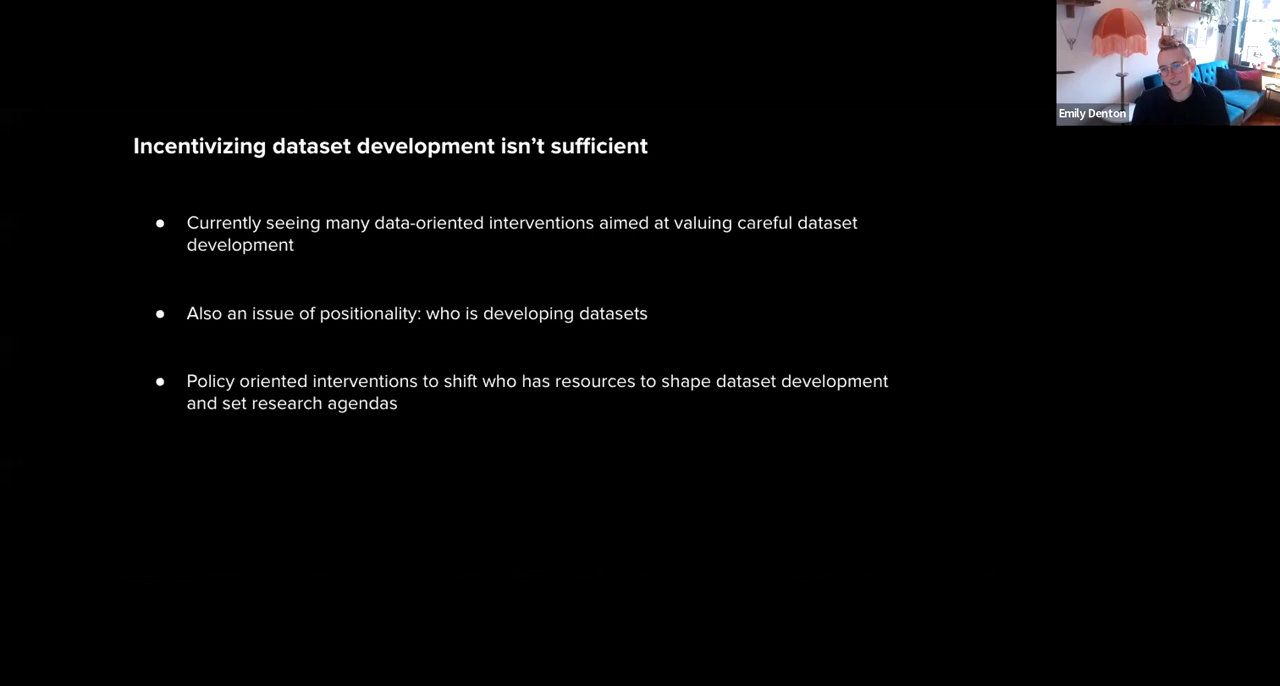 Emily Denton
Incentivizing dataset development isn’t sufficient
● Currently seeing many data-oriented interventions aimed at valuing careful dataset
development
● Also an issue of positionality: who is developing datasets
● Policy oriented interventions to shift who has resources to shape dataset development
and set research agendas